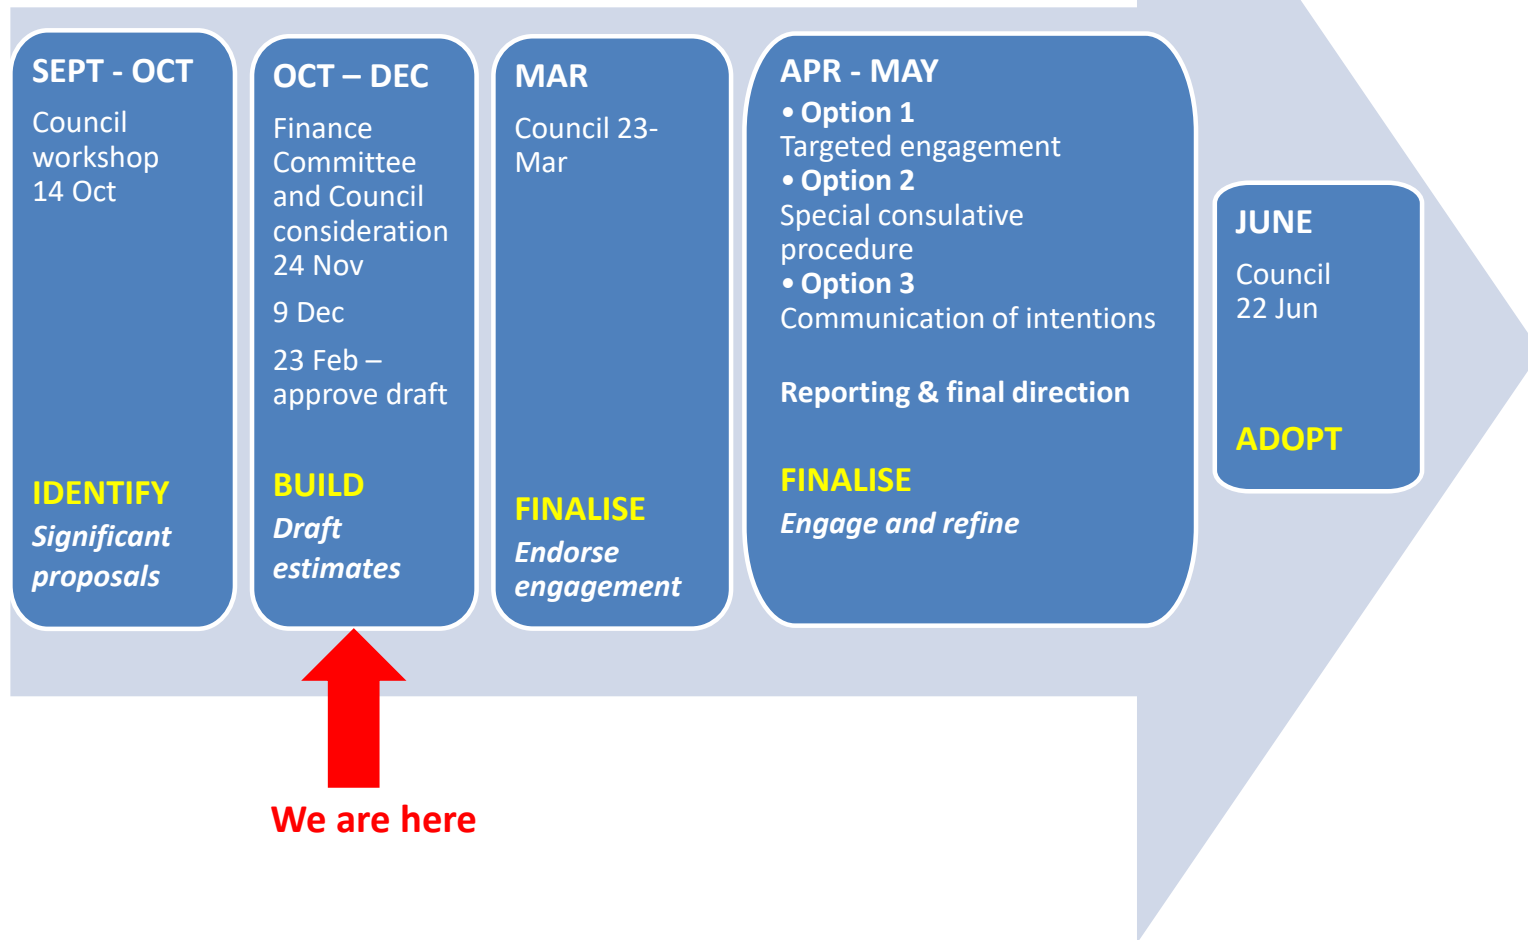 SEPT - OCT
Council
workshop
14 Oct
IDENTIFY
Significant
proposals
OCT – DEC
Finance
Committee
and Council
consideration
24 Nov
9 Dec
23 Feb –
approve draft
BUILD
Draft
estimates
MAR
Council 23-
Mar
FINALISE
Endorse
engagement
APR - MAY
• Option 1
Targeted engagement
• Option 2
Special consulative
procedure
• Option 3
Communication of intentions
Reporting & final direction
FINALISE
Engage and refine
JUNE
Council
22 Jun
ADOPT
We are here